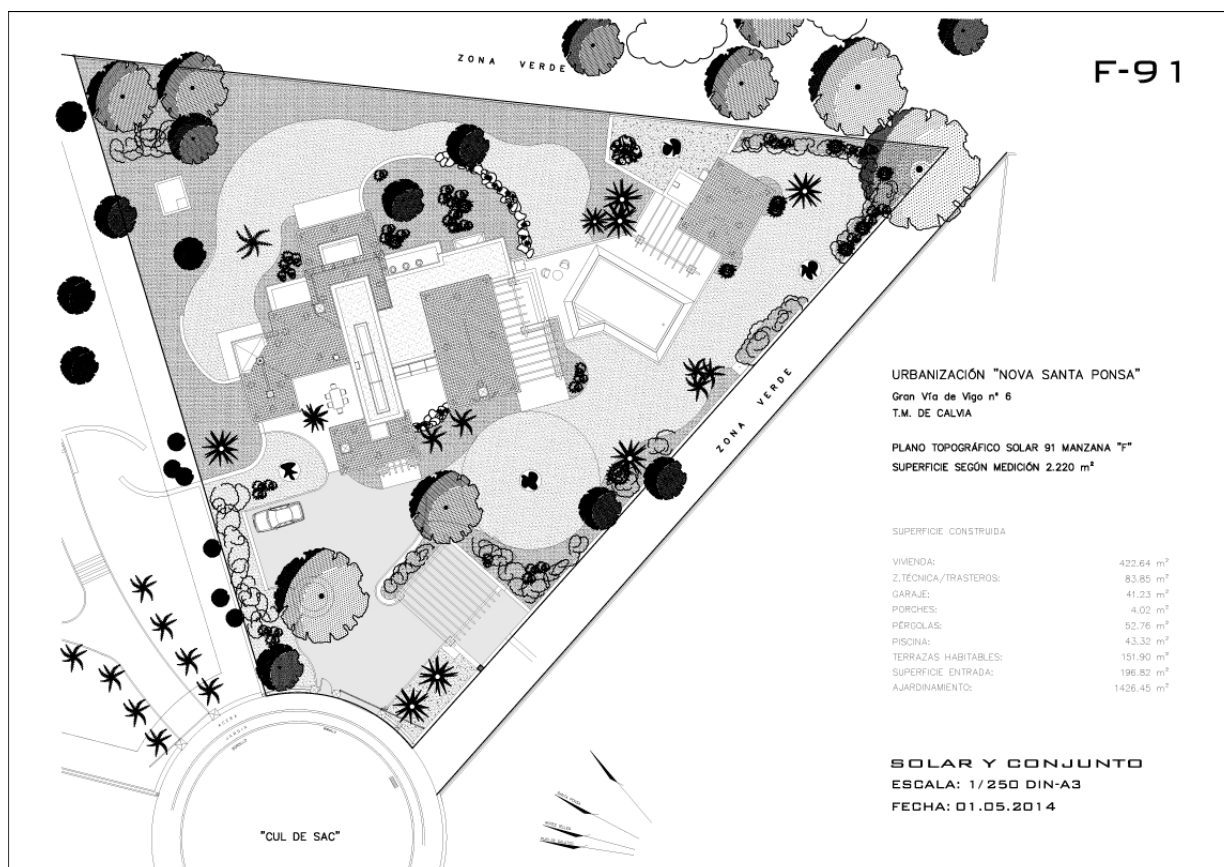 ZONA VERDE
F-91
ZONA VERDE
URBANIZACIÓN "NOVA SANTA PONSA"
Gran Vía de Vigo nº 6
T.M. DE CALVIA
PLANO TOPOGRÁFICO SOLAR 91 MANZANA "F"
SUPERFICIE SEGÚN MEDICIÓN 2.220 m²
SUPERFICIE CONSTRUIDA
VIVIENDA: 422.64 m²
Z.TÉCNICA/TRASTEROS: 83.85 m²
GARAJE: 41.23 m²
PORCHES: 4.02 m²
PÉRGOLAS: 52.76 m²
PISCINA: 43.32 m²
TERRAZAS HABITABLES: 151.90 m²
SUPERFICIE ENTRADA: 196.82 m²
AJARDINAMIENTO: 1426.45 m²
ACERA
JARDIN
"CUL DE SAC"
SOLAR Y CONJUNTO
ESCALA: 1/250 DIN-A3
FECHA: 01.05.2014